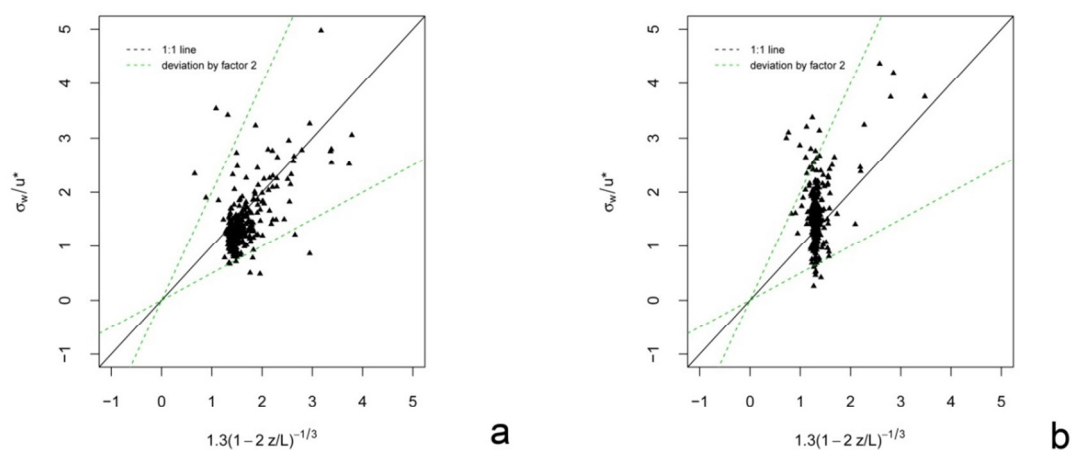 5
4
3
2
1
0
−1
σw/u*
1:1 line
deviation by factor 2
−1 0 1 2 3 4 5
1.3(1−2 z/L)−1/3
a
5
4
3
2
1
0
−1
σw/u*
1:1 line
deviation by factor 2
−1 0 1 2 3 4 5
1.3(1−2 z/L)−1/3
b